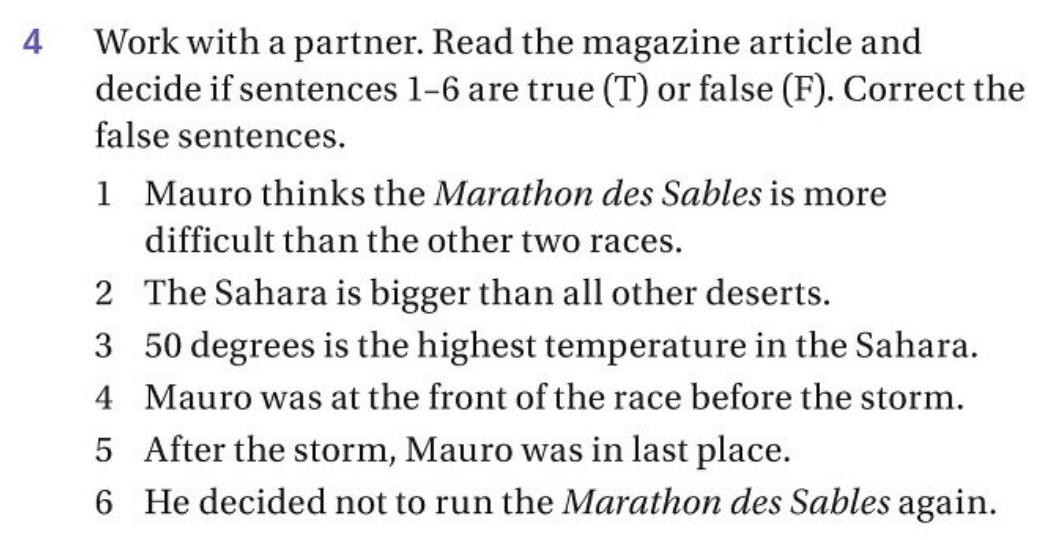 4 Work with a partner. Read the magazine article and
decide if sentences 1–6 are true (T) or false (F). Correct the
false sentences.
1 Mauro thinks the Marathon des Sables is more
difficult than the other two races.
2 The Sahara is bigger than all other deserts.
3 50 degrees is the highest temperature in the Sahara.
4 Mauro was at the front of the race before the storm.
5 After the storm, Mauro was in last place.
6 He decided not to run the Marathon des Sables again.